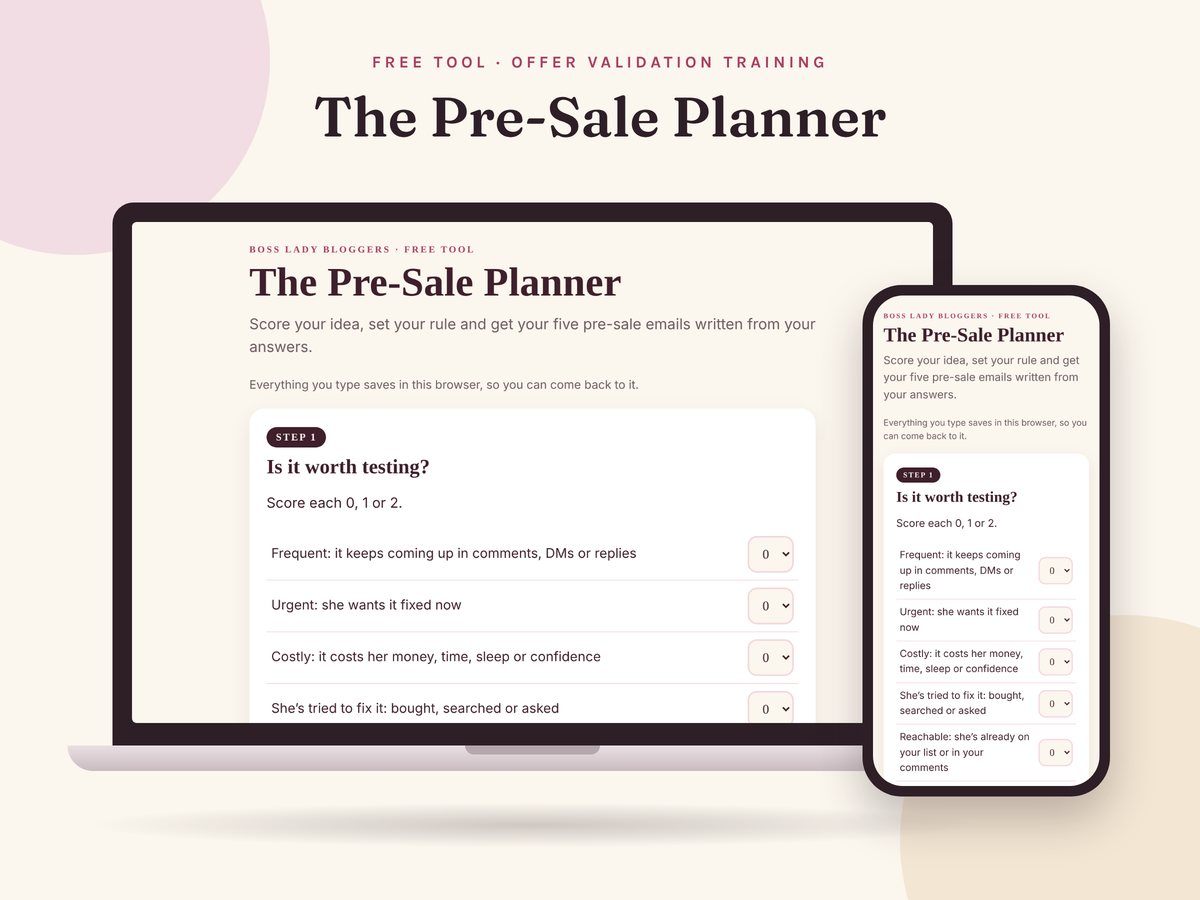 FREE TOOL · OFFER VALIDATION TRAINING
The Pre-Sale Planner
BOSS LADY BLOGGERS · FREE TOOL
The Pre-Sale Planner
Score your idea, set your rule and get your five pre-sale emails written from your
answers.
Everything you type saves in this browser, so you can come back to it.
STEP 1
Is it worth testing?
Score each 0, 1 or 2.
Frequent: it keeps coming up in comments, DMs or replies 0
Urgent: she wants it fixed now 0
Costly: it costs her money, time, sleep or confidence 0
She’s tried to fix it: bought, searched or asked 0
BOSS LADY BLOGGERS · FREE TOOL
The Pre-Sale Planner
Score your idea, set your rule and get
your five pre-sale emails written from
your answers.
Everything you type saves in this browser, so you
can come back to it.
STEP 1
Is it worth testing?
Score each 0, 1 or 2.
Frequent: it keeps coming
up in comments, DMs or 0
replies
Urgent: she wants it fixed 0
now
Costly: it costs her money, 0
time, sleep or confidence
She’s tried to fix it: bought, 0
searched or asked
Reachable: she’s already on
your list or in your 0
comments